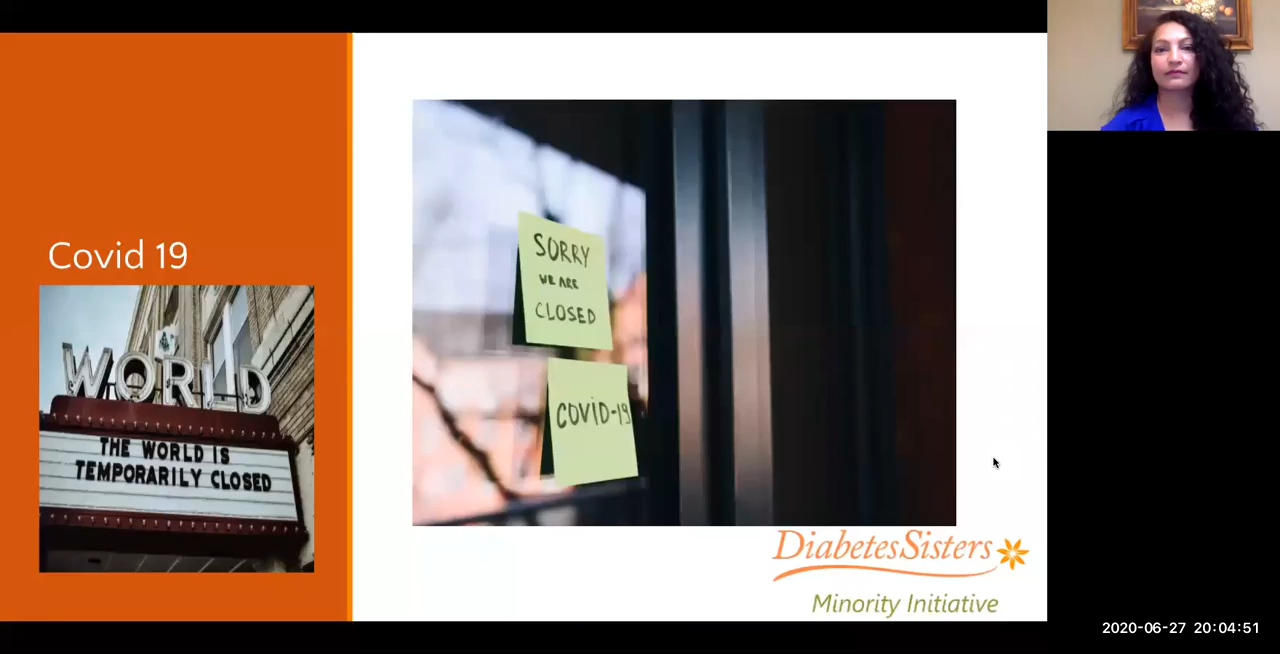 Covid 19
WORLD
THE WORLD IS
TEMPORARILY CLOSED
SORRY
WE ARE
CLOSED
COVID-19
DiabetesSisters
Minority Initiative
2020-06-27 20:04:51